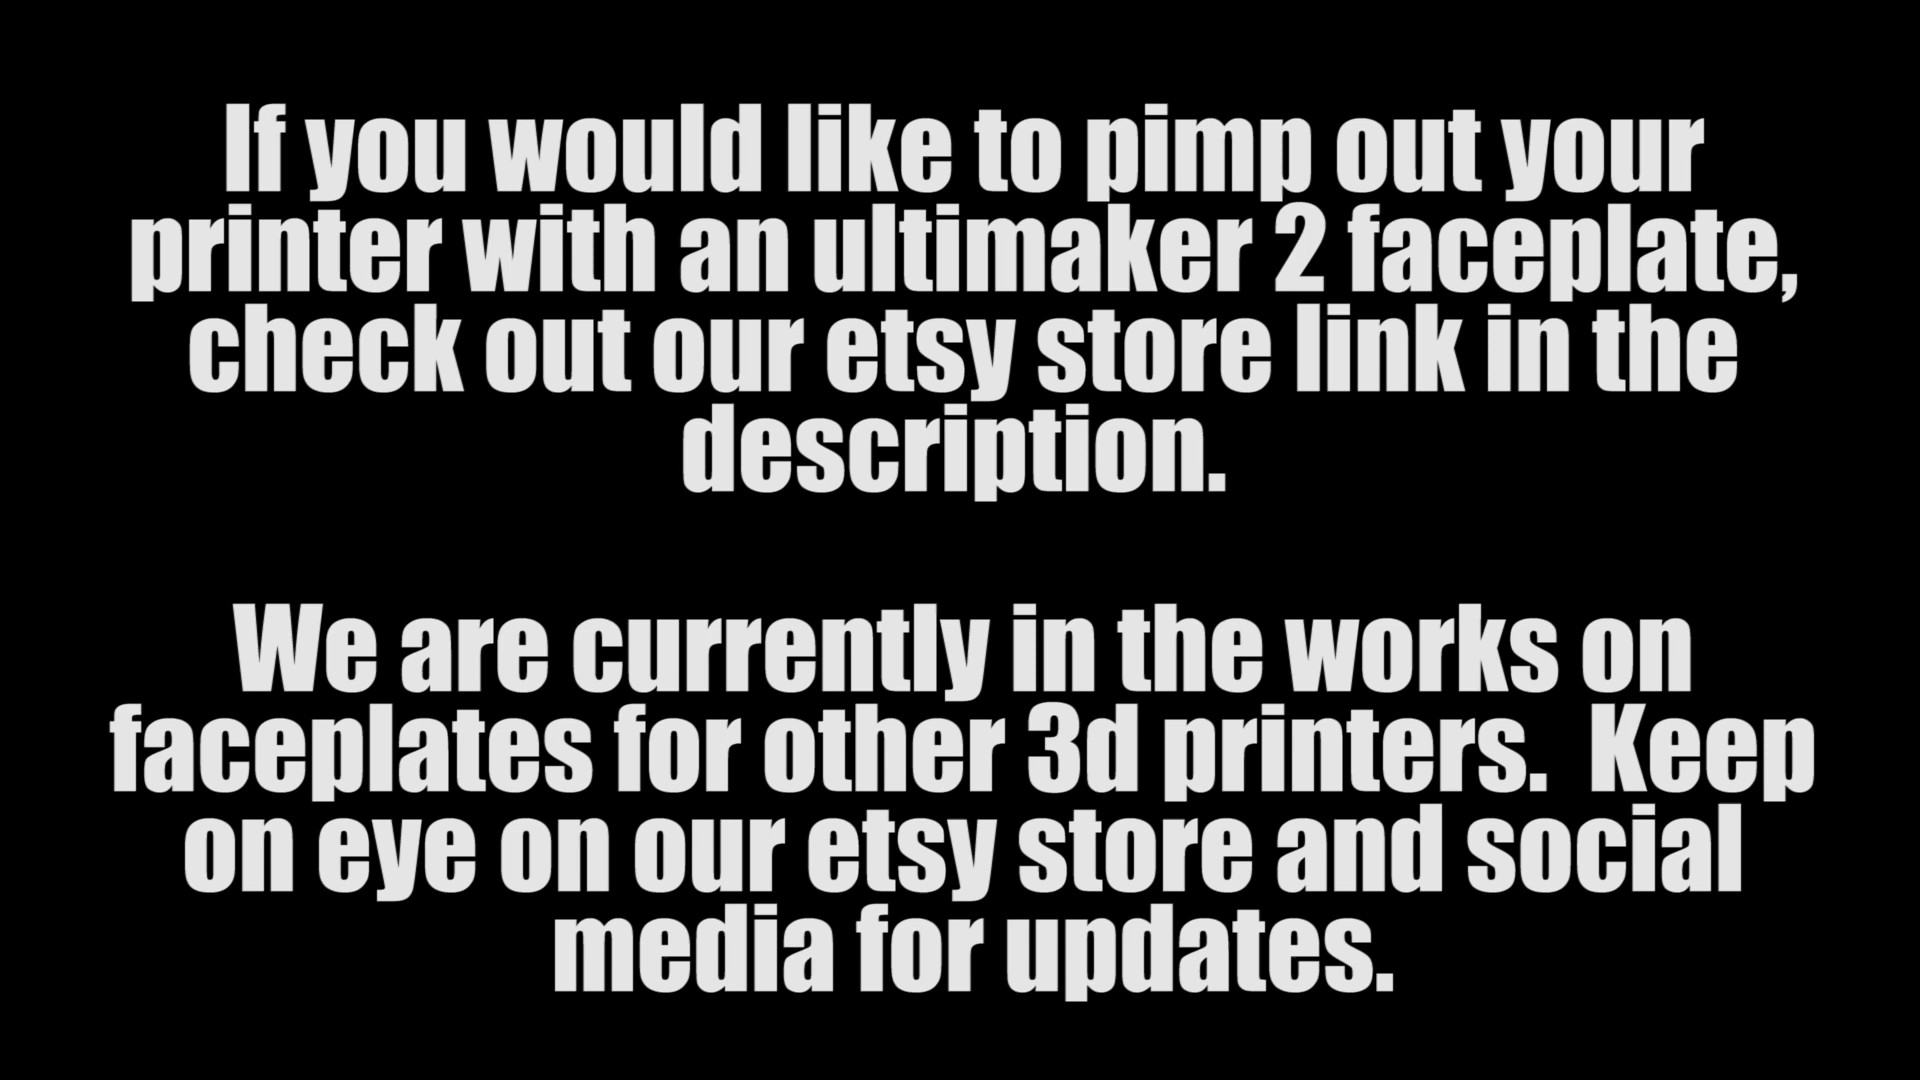 If you would like to pimp out your
printer with an ultimaker 2 faceplate,
check out our etsy store link in the
description.
We are currently in the works on
faceplates for other 3d printers.  Keep
on eye on our etsy store and social
media for updates.